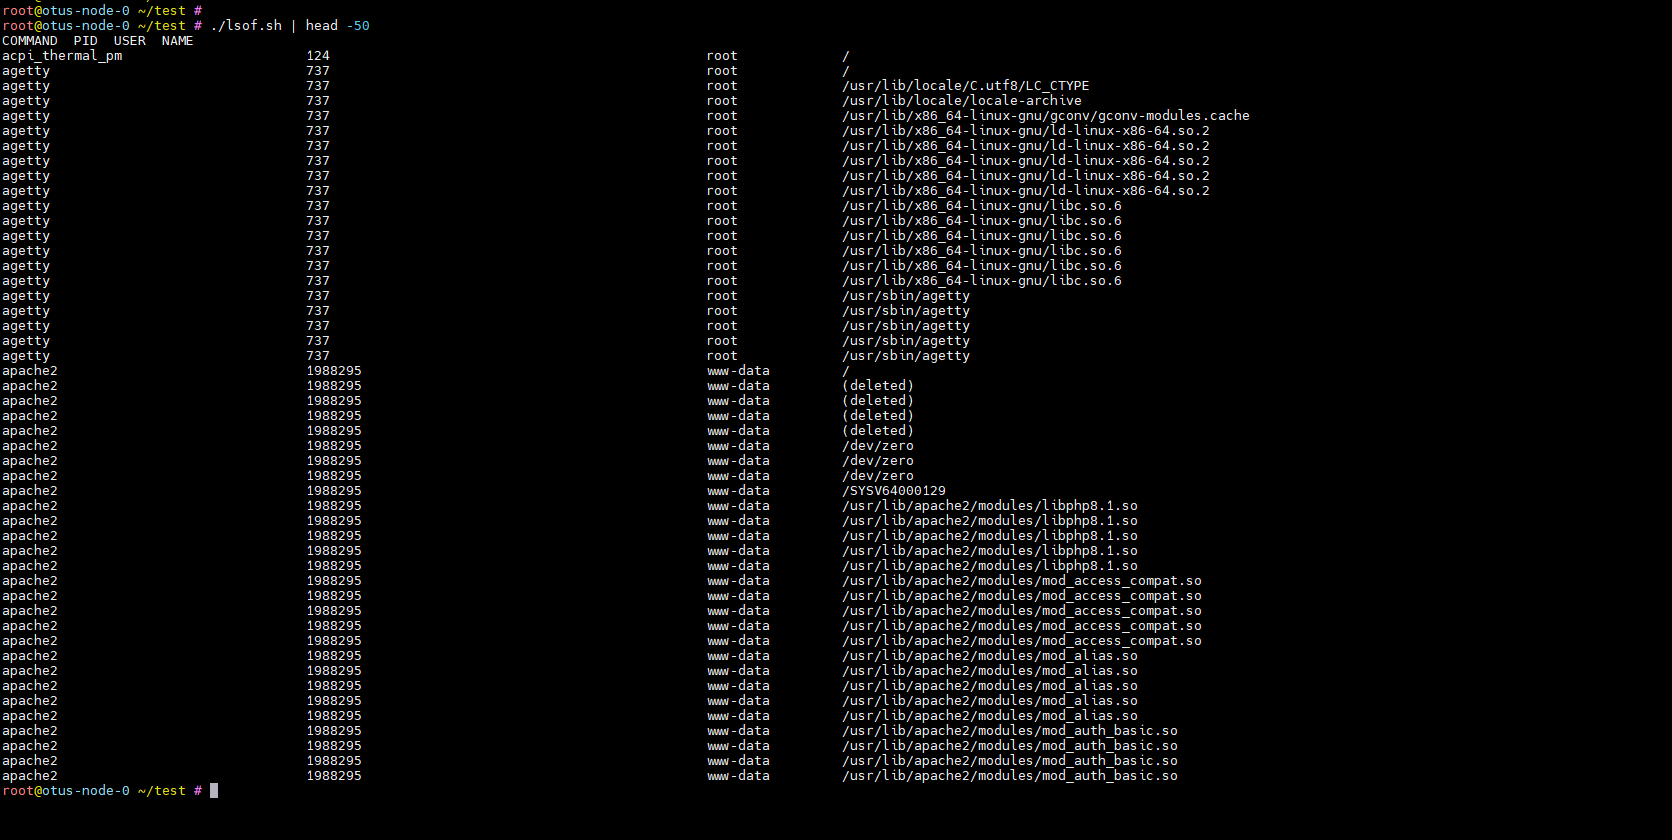 root@otus-node-0 ~/test #
root@otus-node-0 ~/test # ./lsof.sh | head -50
COMMAND  PID  USER  NAME
acpi_thermal_pm 124 root /
agetty 737 root /
agetty 737 root /usr/lib/locale/C.utf8/LC_CTYPE
agetty 737 root /usr/lib/locale/locale-archive
agetty 737 root /usr/lib/x86_64-linux-gnu/gconv/gconv-modules.cache
agetty 737 root /usr/lib/x86_64-linux-gnu/ld-linux-x86-64.so.2
agetty 737 root /usr/lib/x86_64-linux-gnu/ld-linux-x86-64.so.2
agetty 737 root /usr/lib/x86_64-linux-gnu/ld-linux-x86-64.so.2
agetty 737 root /usr/lib/x86_64-linux-gnu/ld-linux-x86-64.so.2
agetty 737 root /usr/lib/x86_64-linux-gnu/ld-linux-x86-64.so.2
agetty 737 root /usr/lib/x86_64-linux-gnu/libc.so.6
agetty 737 root /usr/lib/x86_64-linux-gnu/libc.so.6
agetty 737 root /usr/lib/x86_64-linux-gnu/libc.so.6
agetty 737 root /usr/lib/x86_64-linux-gnu/libc.so.6
agetty 737 root /usr/lib/x86_64-linux-gnu/libc.so.6
agetty 737 root /usr/lib/x86_64-linux-gnu/libc.so.6
agetty 737 root /usr/sbin/agetty
agetty 737 root /usr/sbin/agetty
agetty 737 root /usr/sbin/agetty
agetty 737 root /usr/sbin/agetty
agetty 737 root /usr/sbin/agetty
apache2 1988295 www-data /
apache2 1988295 www-data (deleted)
apache2 1988295 www-data (deleted)
apache2 1988295 www-data (deleted)
apache2 1988295 www-data (deleted)
apache2 1988295 www-data /dev/zero
apache2 1988295 www-data /dev/zero
apache2 1988295 www-data /dev/zero
apache2 1988295 www-data /SYSV64000129
apache2 1988295 www-data /usr/lib/apache2/modules/libphp8.1.so
apache2 1988295 www-data /usr/lib/apache2/modules/libphp8.1.so
apache2 1988295 www-data /usr/lib/apache2/modules/libphp8.1.so
apache2 1988295 www-data /usr/lib/apache2/modules/libphp8.1.so
apache2 1988295 www-data /usr/lib/apache2/modules/libphp8.1.so
apache2 1988295 www-data /usr/lib/apache2/modules/mod_access_compat.so
apache2 1988295 www-data /usr/lib/apache2/modules/mod_access_compat.so
apache2 1988295 www-data /usr/lib/apache2/modules/mod_access_compat.so
apache2 1988295 www-data /usr/lib/apache2/modules/mod_access_compat.so
apache2 1988295 www-data /usr/lib/apache2/modules/mod_access_compat.so
apache2 1988295 www-data /usr/lib/apache2/modules/mod_alias.so
apache2 1988295 www-data /usr/lib/apache2/modules/mod_alias.so
apache2 1988295 www-data /usr/lib/apache2/modules/mod_alias.so
apache2 1988295 www-data /usr/lib/apache2/modules/mod_alias.so
apache2 1988295 www-data /usr/lib/apache2/modules/mod_alias.so
apache2 1988295 www-data /usr/lib/apache2/modules/mod_auth_basic.so
apache2 1988295 www-data /usr/lib/apache2/modules/mod_auth_basic.so
apache2 1988295 www-data /usr/lib/apache2/modules/mod_auth_basic.so
apache2 1988295 www-data /usr/lib/apache2/modules/mod_auth_basic.so
root@otus-node-0 ~/test #